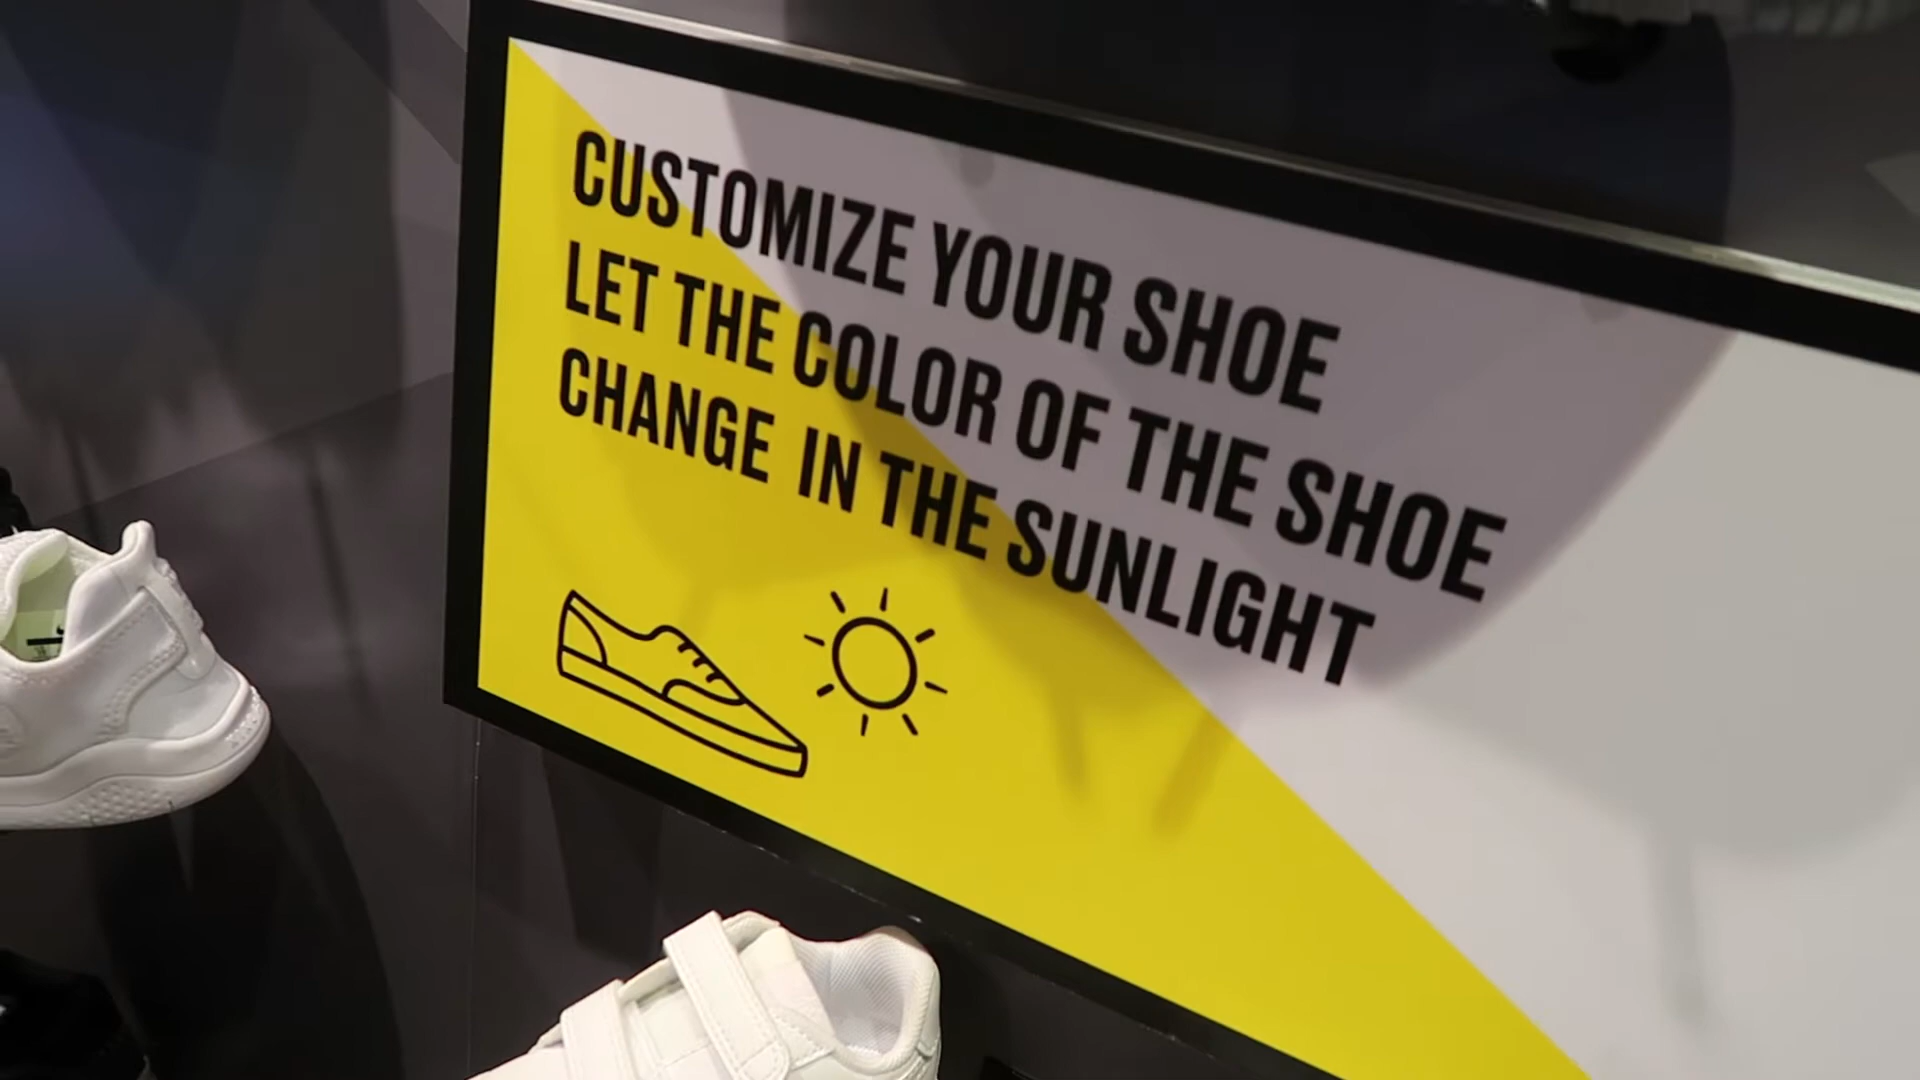 CUSTOMIZE YOUR SHOE
LET THE COLOR OF THE SHOE
CHANGE IN THE SUNLIGHT